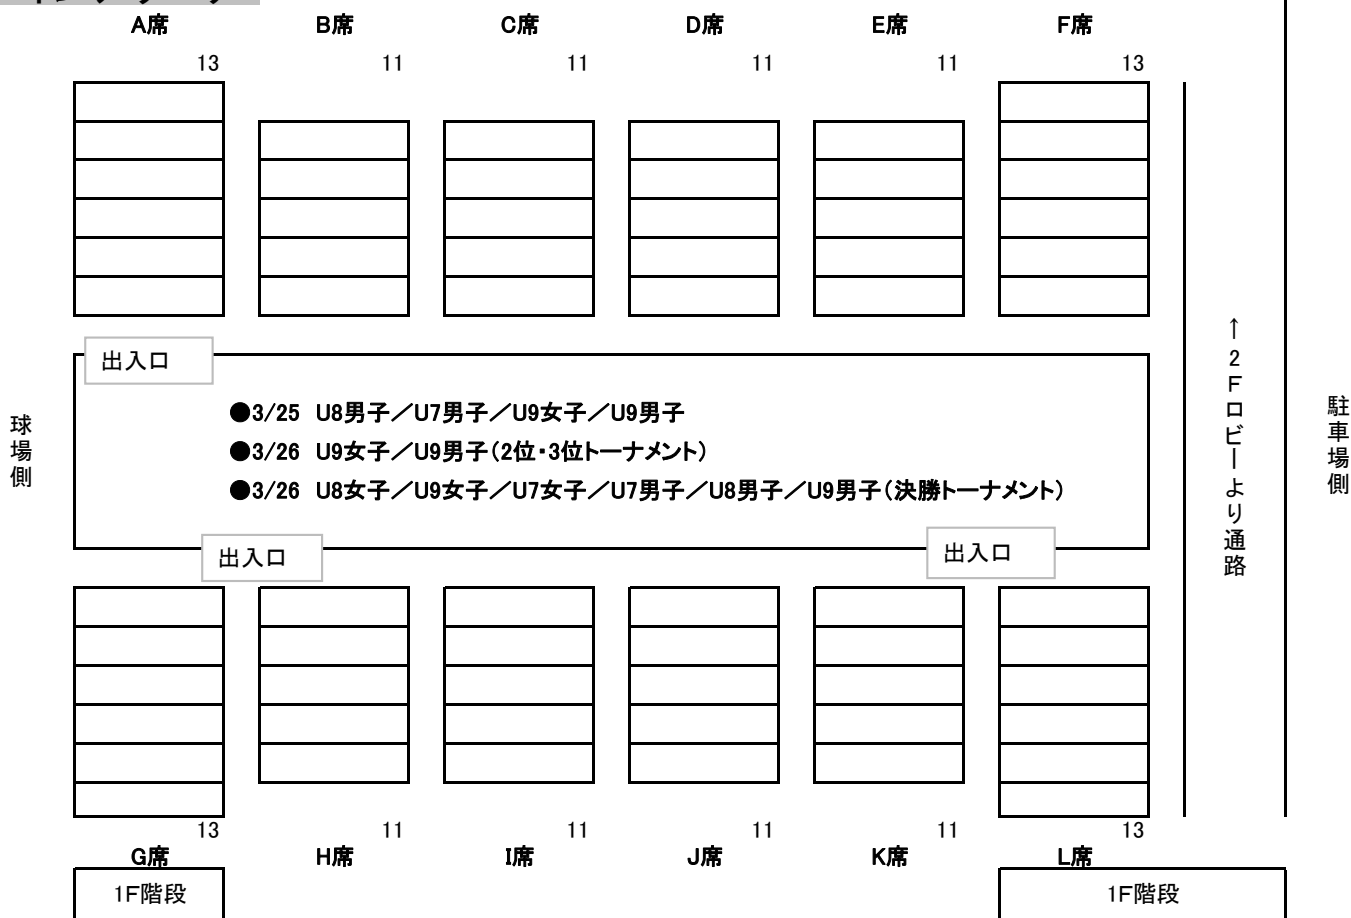 A席 B席 C席 D席 E席 F席
13 11 11 11 11 13
出入口
●3/25 U8男子／U7男子／U9女子／U9男子
●3/26 U9女子／U9男子（2位・3位トーナメント）
●3/26 U8女子／U9女子／U7女子／U7男子／U8男子／U9男子（決勝トーナメント）
球場側
↑2Fロビーより通路
駐車場側
出入口 出入口
13 11 11 11 11 13
G席 H席 I席 J席 K席 L席
1F階段 1F階段